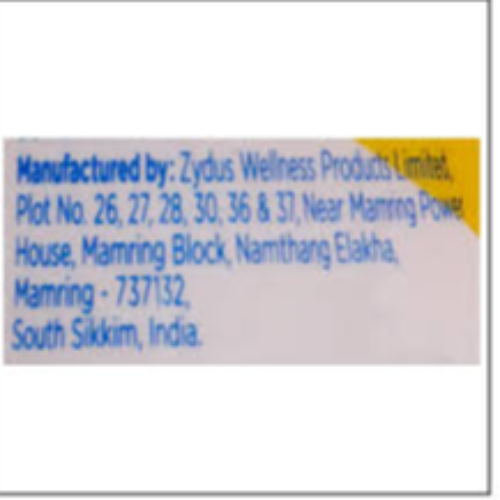 Manufactured by: Zydus Wellness Products Limited,
Plot No. 26, 27, 28, 30, 36 & 37, Near Mamring Power
House, Mamring Block, Namthang Elakha,
Mamring - 737132,
South Sikkim, India.